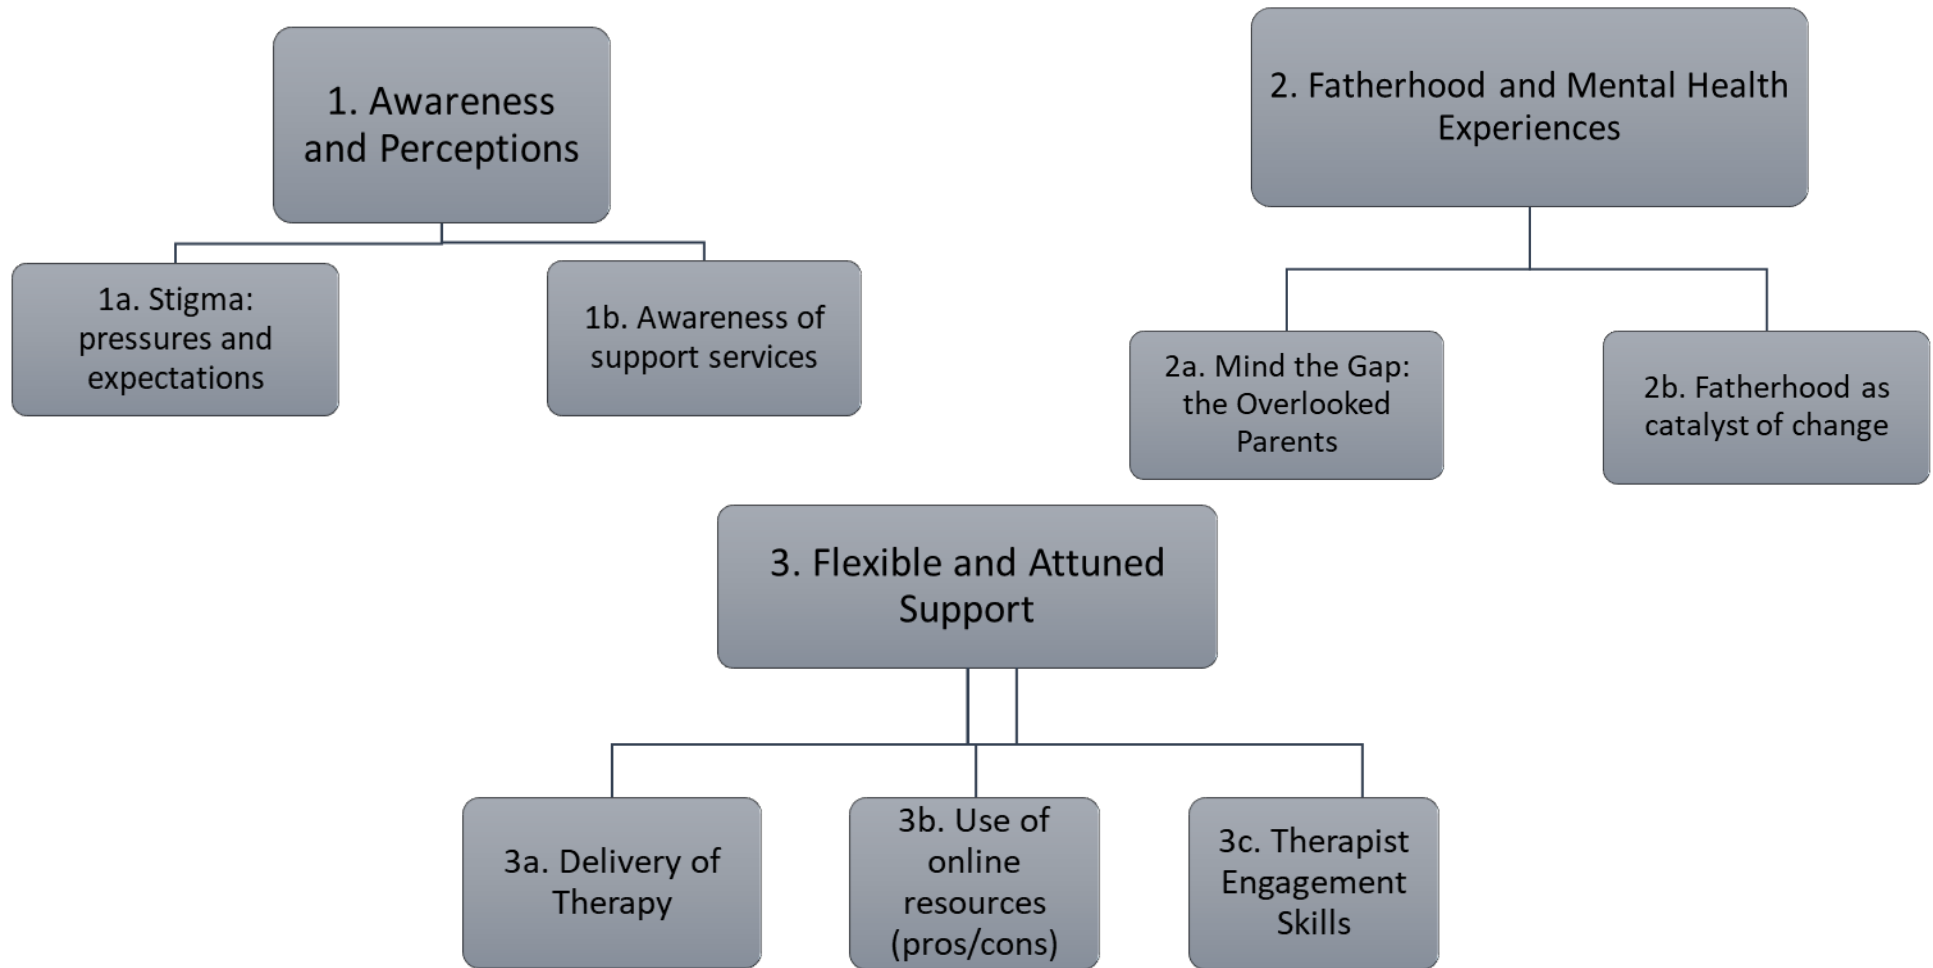 1. Awareness
and Perceptions
1a. Stigma:
pressures and
expectations
1b. Awareness of
support services
2. Fatherhood and Mental Health
Experiences
2a. Mind the Gap:
the Overlooked
Parents
2b. Fatherhood as
catalyst of change
3. Flexible and Attuned
Support
3a. Delivery of
Therapy
3b. Use of
online
resources
(pros/cons)
3c. Therapist
Engagement
Skills